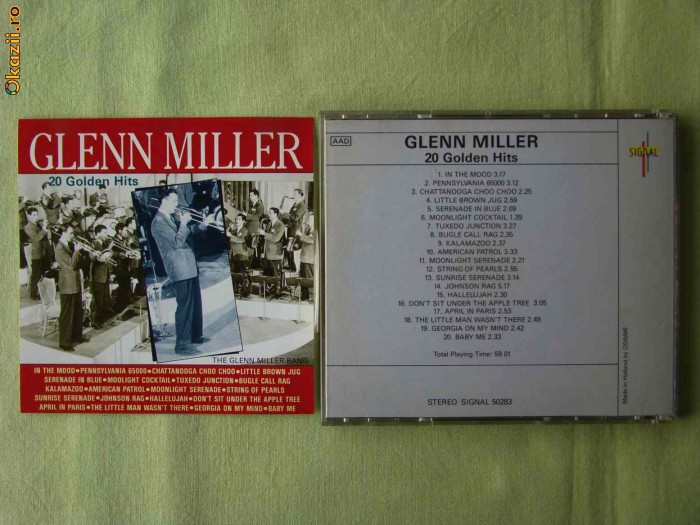 Okazii.ro
GLENN MILLER
20 Golden Hits
THE GLENN MILLER BAND
IN THE MOOD•PENNSYLVANIA 65000•CHATTANOOGA CHOO CHOO•LITTLE BROWN JUG
SERENADE IN BLUE•MOOLIGHT COCKTAIL•TUXEDO JUNCTION•BUGLE CALL RAG
KALAMAZOO•AMERICAN PATROL•MOONLIGHT SERENADE•STRING OF PEARLS
SUNRISE SERENADE•JOHNSON RAG•HALLELUJAH•DON'T SIT UNDER THE APPLE TREE
APRIL IN PARIS•THE LITTLE MAN WASN'T THERE•GEORGIA ON MY MIND•BABY ME
AAD
GLENN MILLER
20 Golden Hits
SIGNAL
1. IN THE MOOD 3.17
2. PENNSYLVANIA 65000 3.12
3. CHATTANOOGA CHOO CHOO 2.25
4. LITTLE BROWN JUG 2.59
5. SERENADE IN BLUE 2.09
6. MOONLIGHT COCKTAIL 1.39
7. TUXEDO JUNCTION 3.27
8. BUGLE CALL RAG 2.35
9. KALAMAZOO 2.37
10. AMERICAN PATROL 3.33
11. MOONLIGHT SERENADE 2.21
12. STRING OF PEARLS 2.55
13. SUNRISE SERENADE 3.14
14. JOHNSON RAG 5.17
15. HALLELUJAH 2.30
16. DON'T SIT UNDER THE APPLE TREE 3.05
17. APRIL IN PARIS 2.53
18. THE LITTLE MAN WASN'T THERE 2.49
19. GEORGIA ON MY MIND 2.42
20. BABY ME 2.33
Total Playing Time: 59.01
STEREO SIGNAL 50283
Made in Holland by